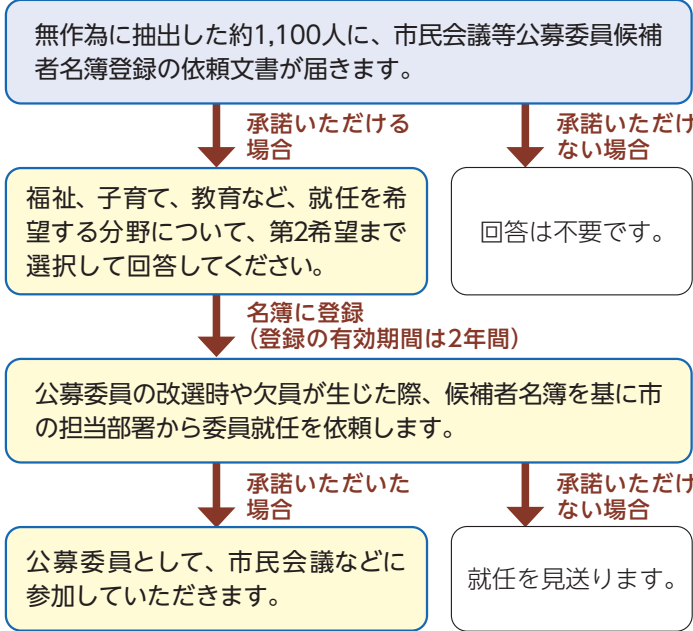 無作為に抽出した約1,100人に、市民会議等公募委員候補
者名簿登録の依頼文書が届きます。
承諾いただける
場合
承諾いただけ
ない場合
福祉、子育て、教育など、就任を希
望する分野について、第2希望まで
選択して回答してください。
回答は不要です。
名簿に登録
(登録の有効期間は2年間)
公募委員の改選時や欠員が生じた際、候補者名簿を基に市
の担当部署から委員就任を依頼します。
承諾いただいた
場合
承諾いただけ
ない場合
公募委員として、市民会議などに
参加していただきます。
就任を見送ります。